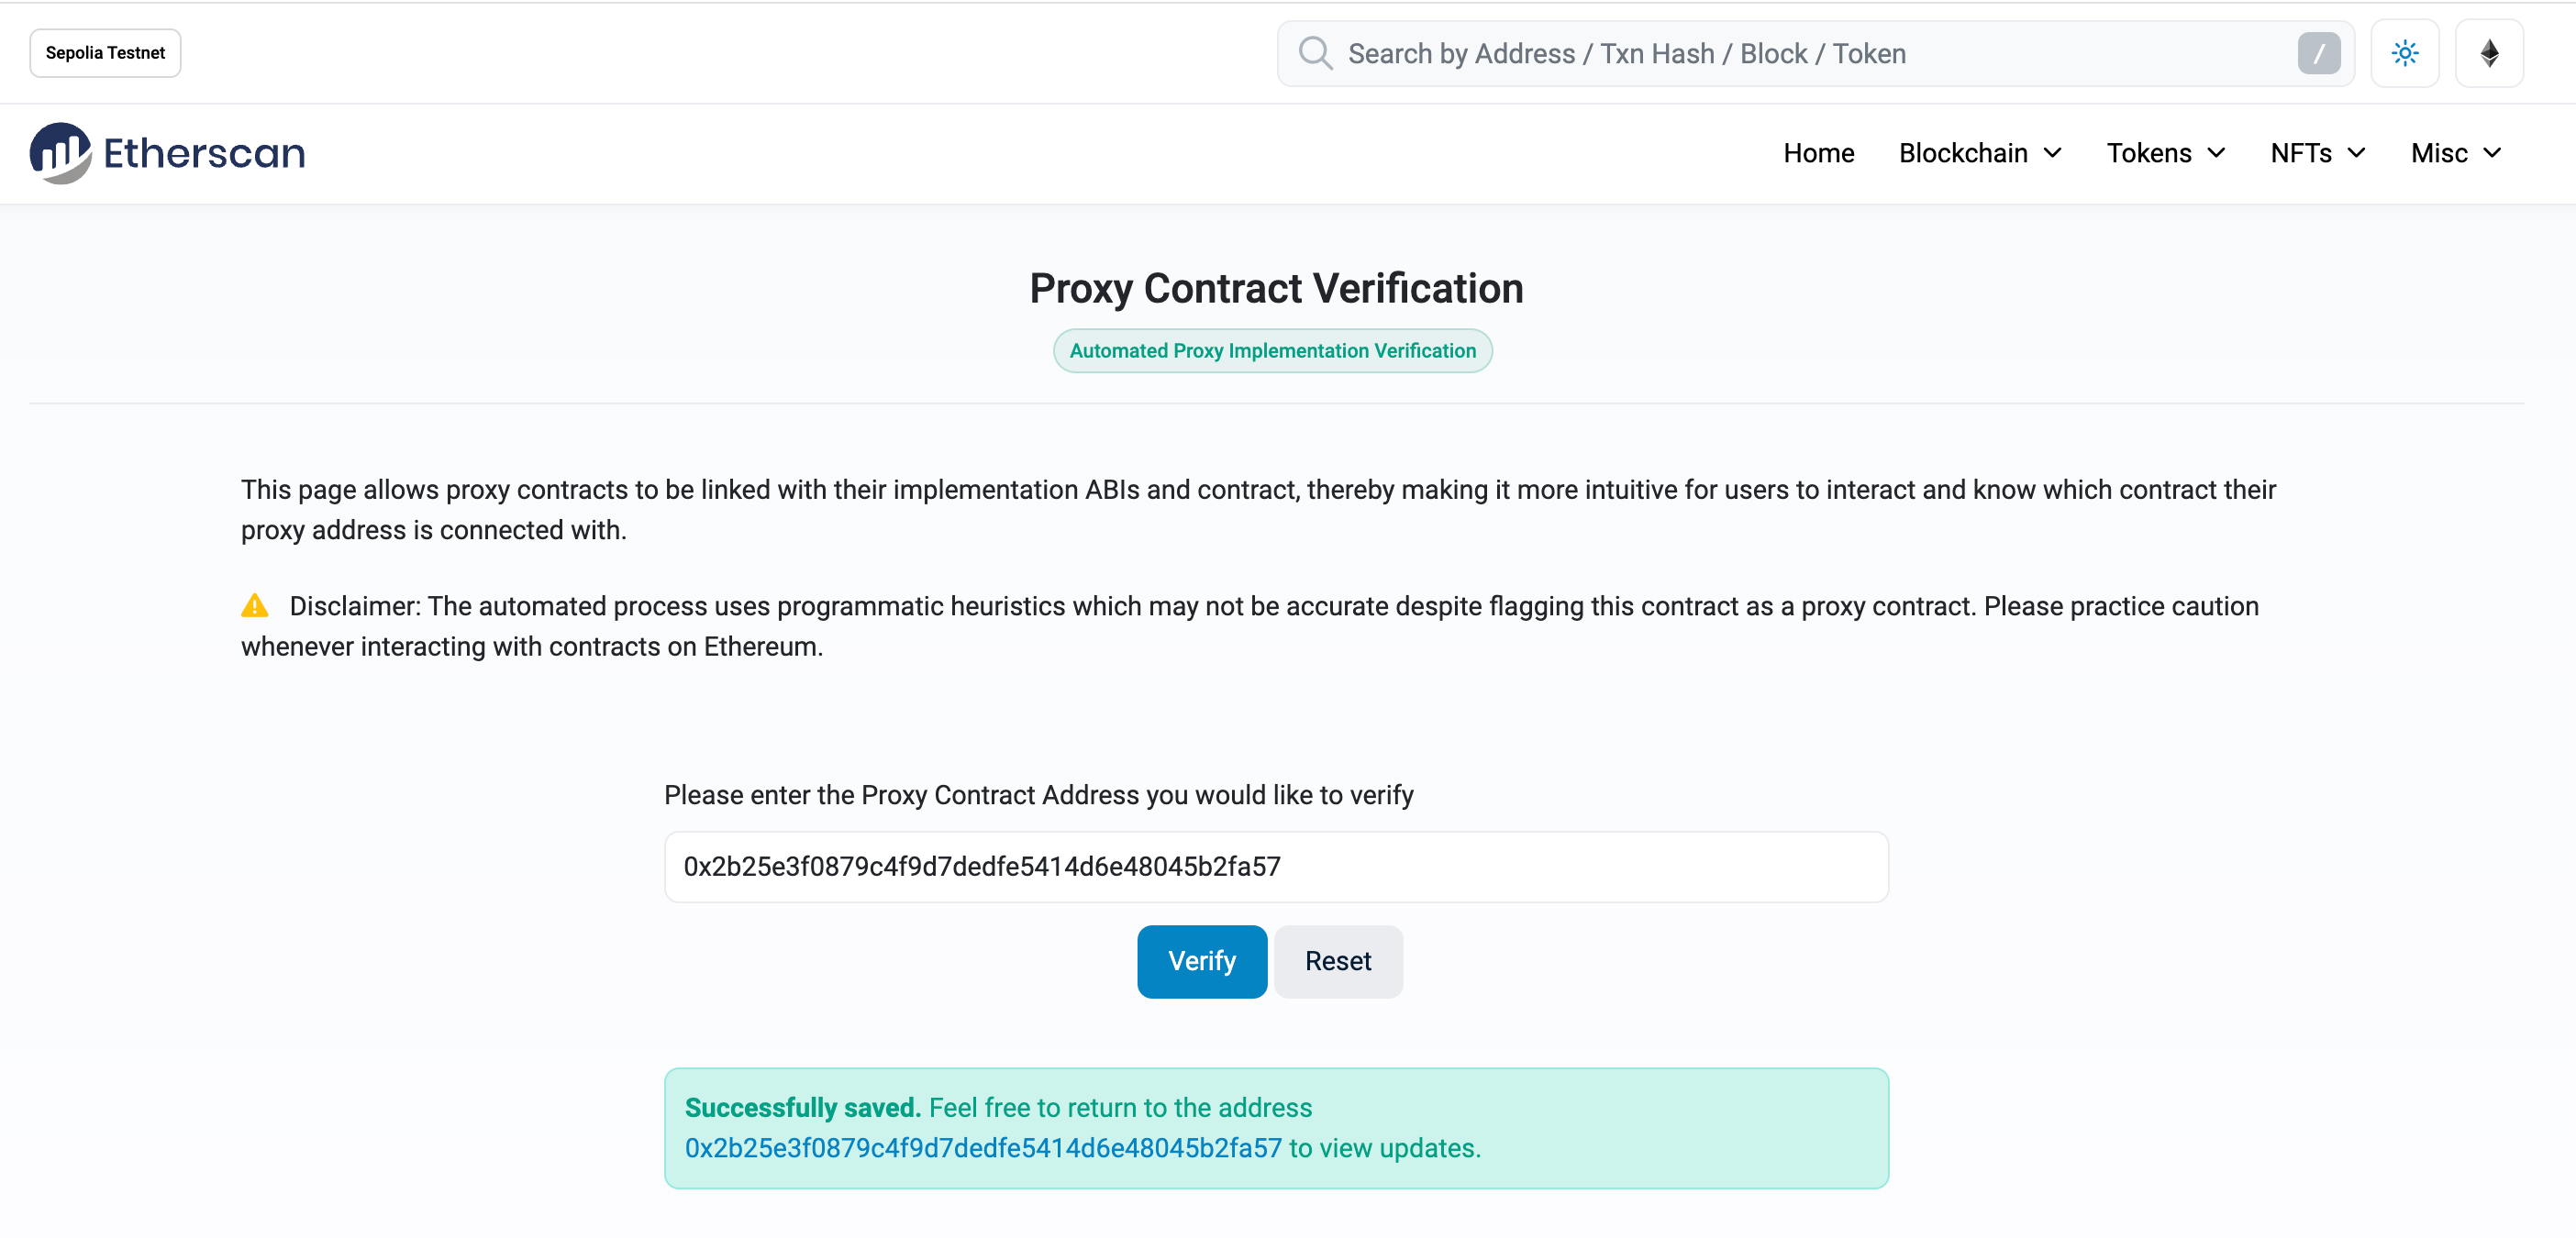 Sepolia Testnet
Search by Address / Txn Hash / Block / Token
/
Etherscan
Home Blockchain Tokens NFTs Misc
Proxy Contract Verification
Automated Proxy Implementation Verification
This page allows proxy contracts to be linked with their implementation ABIs and contract, thereby making it more intuitive for users to interact and know which contract their
proxy address is connected with.
Disclaimer: The automated process uses programmatic heuristics which may not be accurate despite flagging this contract as a proxy contract. Please practice caution
whenever interacting with contracts on Ethereum.
Please enter the Proxy Contract Address you would like to verify
0x2b25e3f0879c4f9d7dedfe5414d6e48045b2fa57
Verify Reset
Successfully saved. Feel free to return to the address
0x2b25e3f0879c4f9d7dedfe5414d6e48045b2fa57 to view updates.